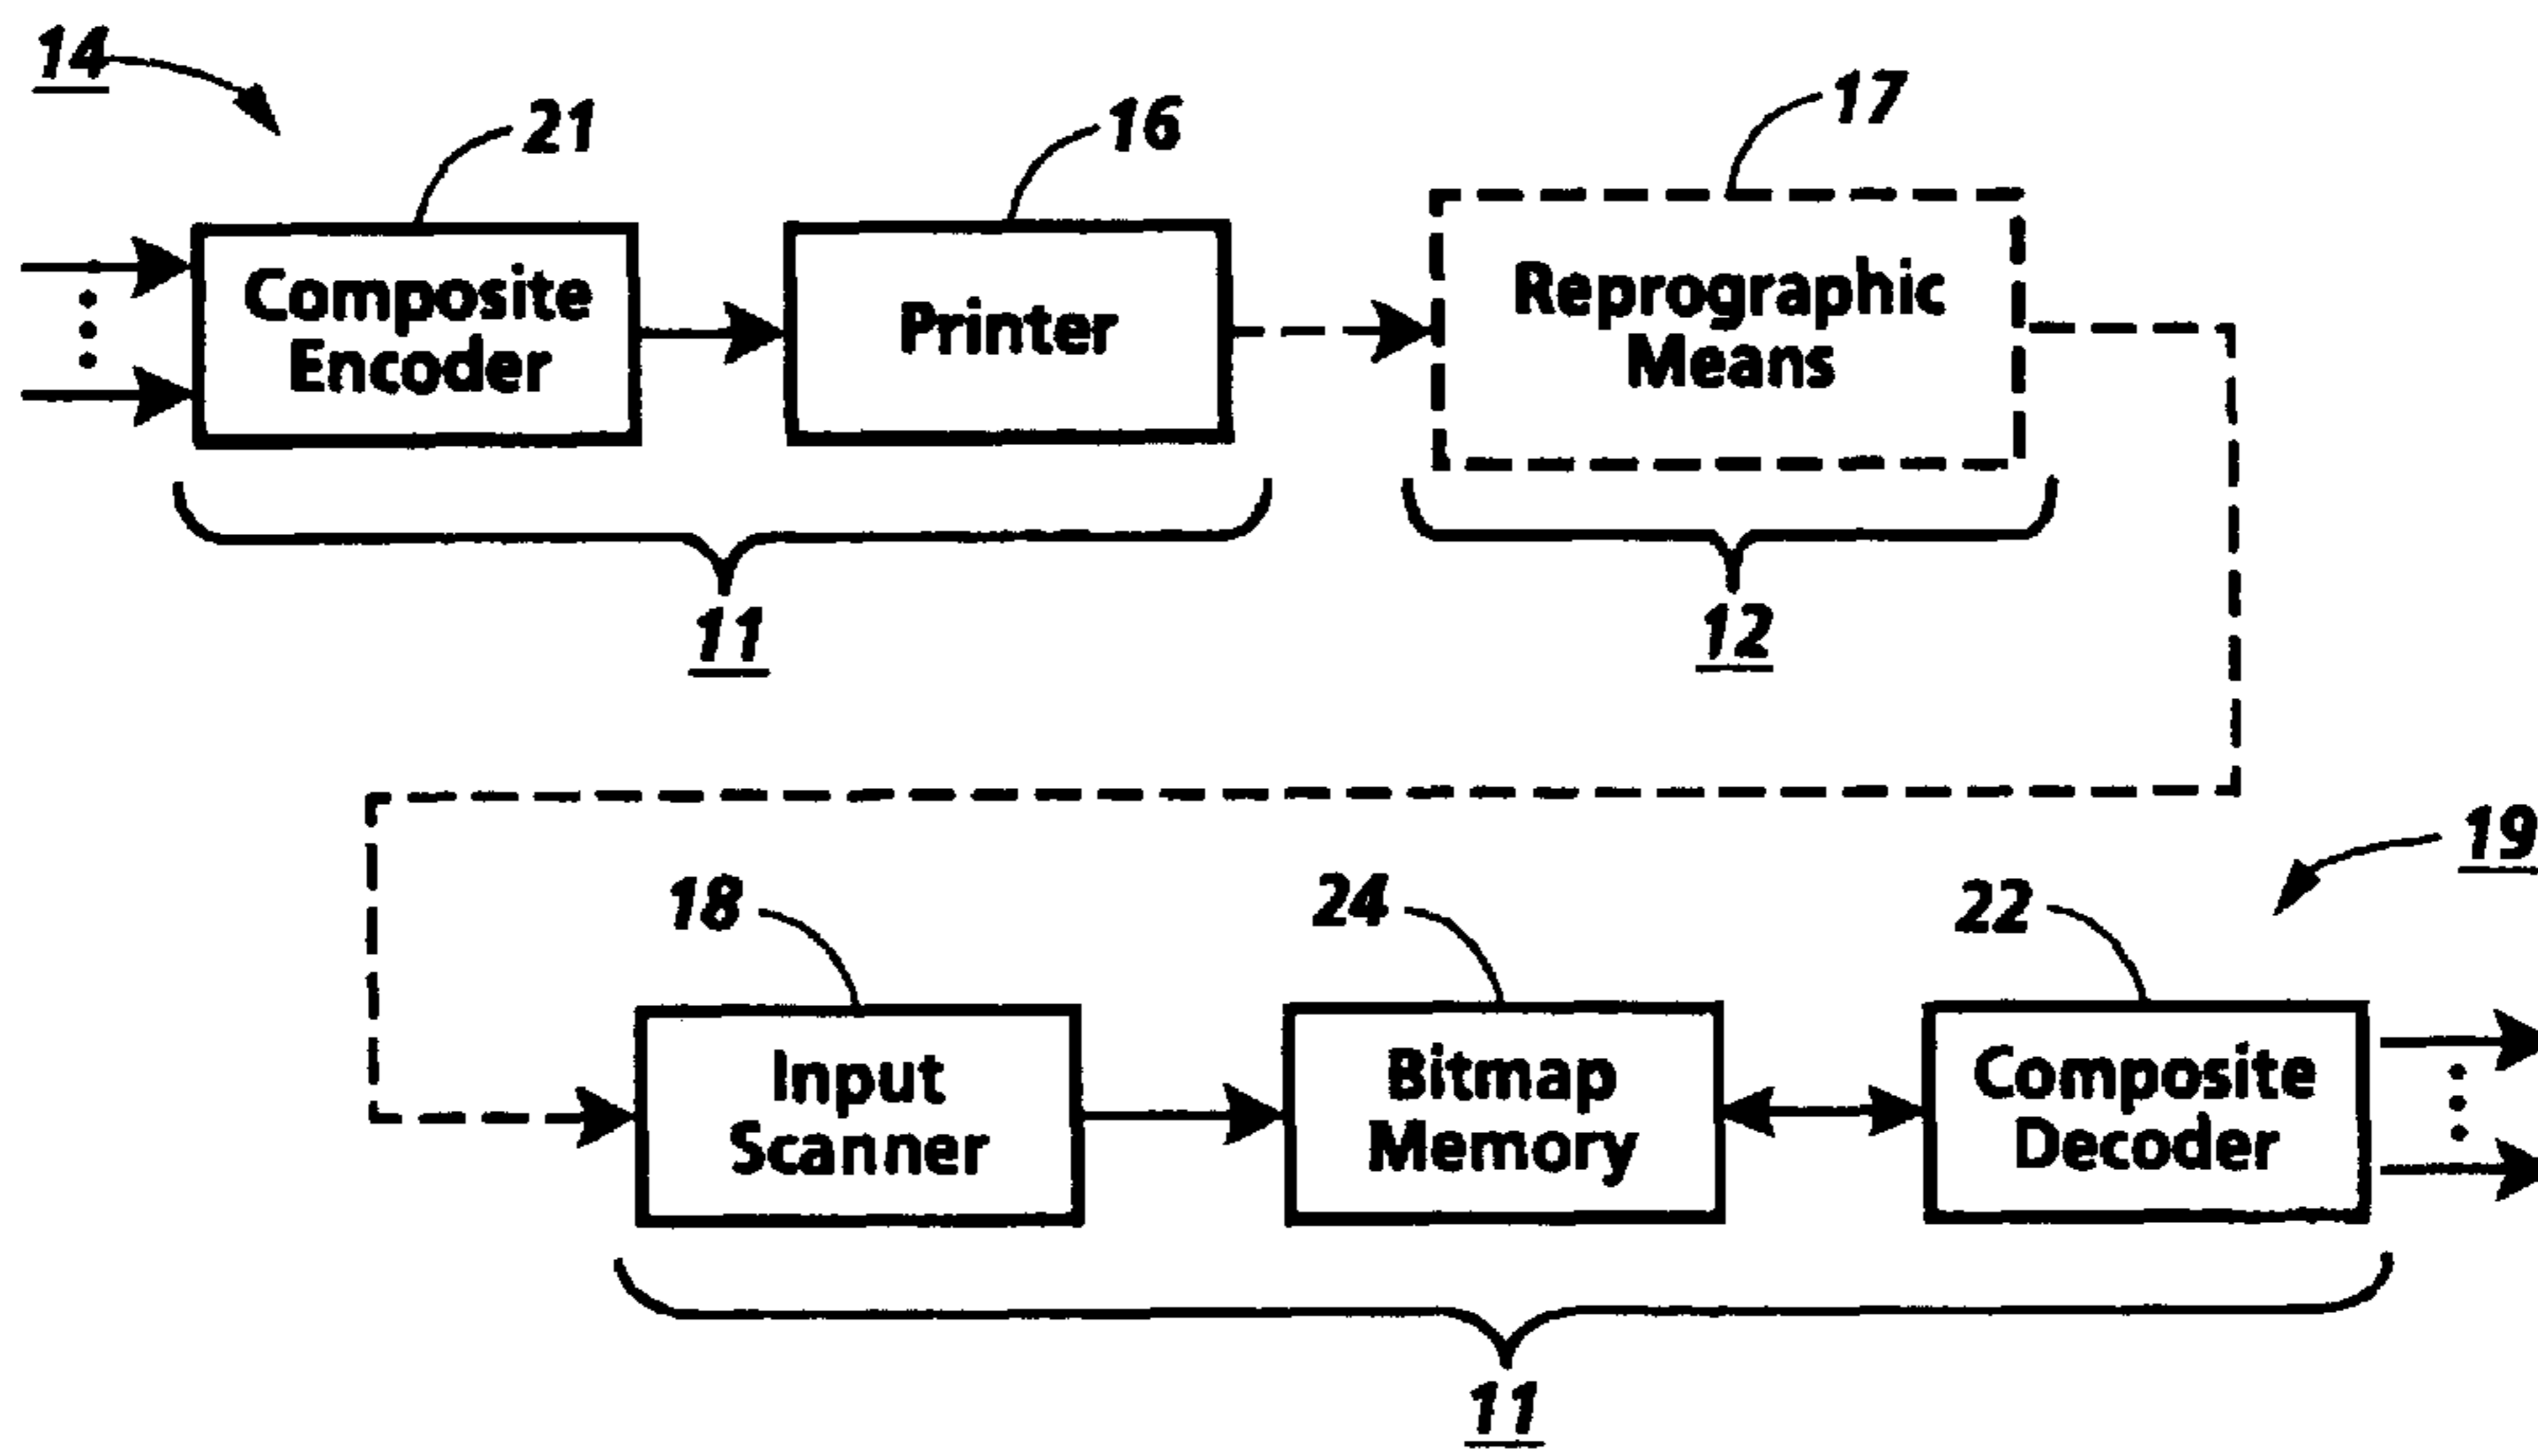 14
21
16
17
Composite
Encoder
Printer
Reprographic
Means
11
12
19
18
24
22
Input
Scanner
Bitmap
Memory
Composite
Decoder
11